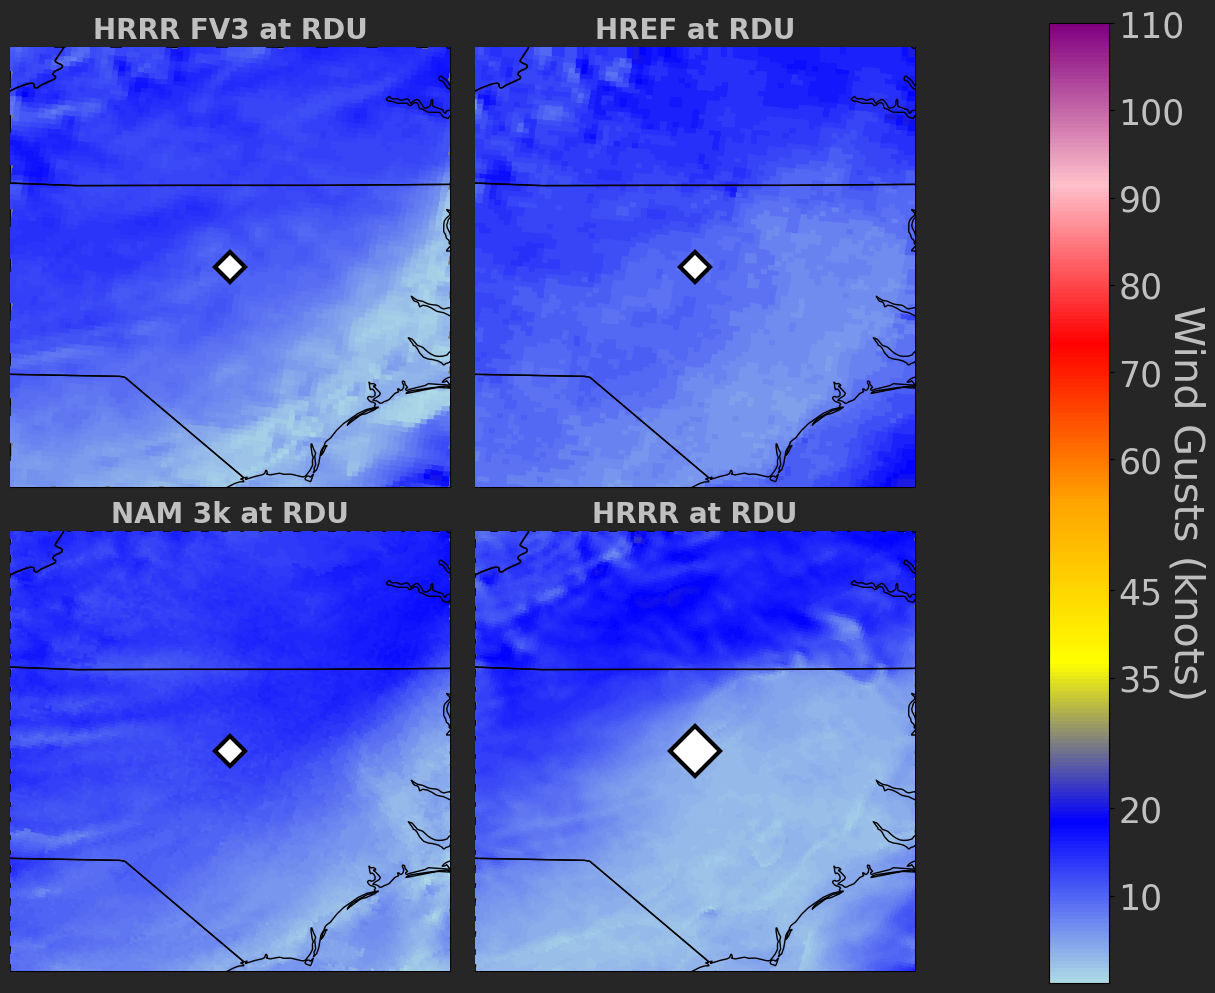 HRRR FV3 at RDU
HREF at RDU
NAM 3k at RDU
HRRR at RDU
110
100
90
80
70
60
45
35
20
10
Wind Gusts (knots)